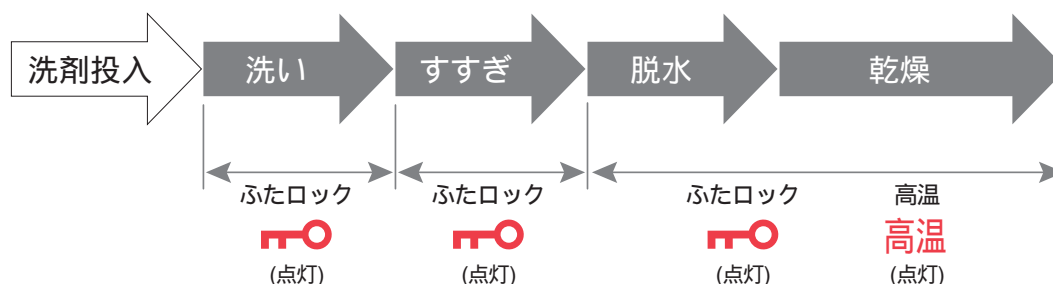 洗剤投入
洗い
すすぎ
脱水
乾燥
ふたロック
ふたロック
ふたロック
高温
高温
(点灯)
(点灯)
(点灯)
(点灯)